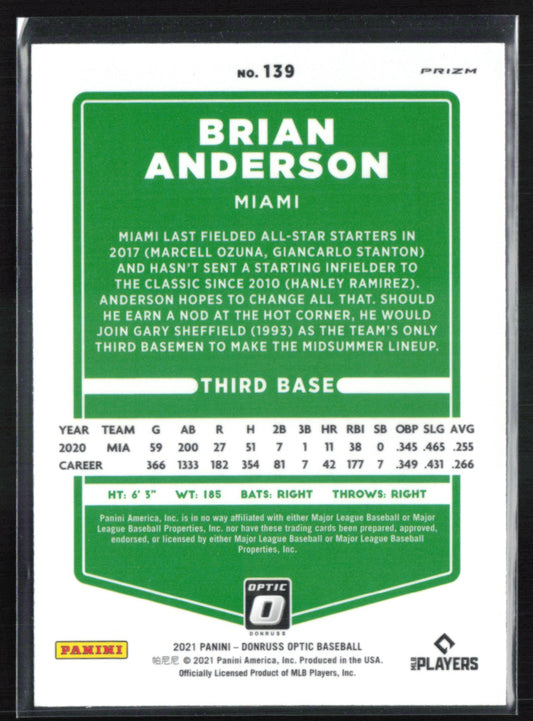 NO. 139
PRIZM
BRIAN
ANDERSON
MIAMI
MIAMI LAST FIELDED ALL-STAR STARTERS IN
2017 (MARCELL OZUNA, GIANCARLO STANTON)
AND HASN'T SENT A STARTING INFIELDER TO
THE CLASSIC SINCE 2010 (HANLEY RAMIREZ).
ANDERSON HOPES TO CHANGE ALL THAT. SHOULD
HE EARN A NOD AT THE HOT CORNER, HE WOULD
JOIN GARY SHEFFIELD (1993) AS THE TEAM'S ONLY
THIRD BASEMEN TO MAKE THE MIDSUMMER LINEUP.
THIRD BASE
YEAR TEAM G AB R H 2B 3B HR RBI SB OBP SLG AVG
2020 MIA 59 200 27 51 7 1 11 38 0 .345 .465 .255
CAREER 366 1333 182 354 81 7 42 177 7 .349 .431 .266
HT: 6' 3" WT: 185 BATS: RIGHT THROWS: RIGHT
Panini America, Inc. is in no way affiliated with either Major League Baseball or Major
League Baseball Properties, Inc. nor have these trading cards been prepared, approved,
endorsed, or licensed by either Major League Baseball or Major League Baseball
Properties, Inc.
OPTIC
O
DONRUSS
PANINI
2021 PANINI – DONRUSS OPTIC BASEBALL
帕尼尼 © 2021 Panini America, Inc. Produced in the USA.
Officially Licensed Product of MLB Players, Inc.
MLB PLAYERS